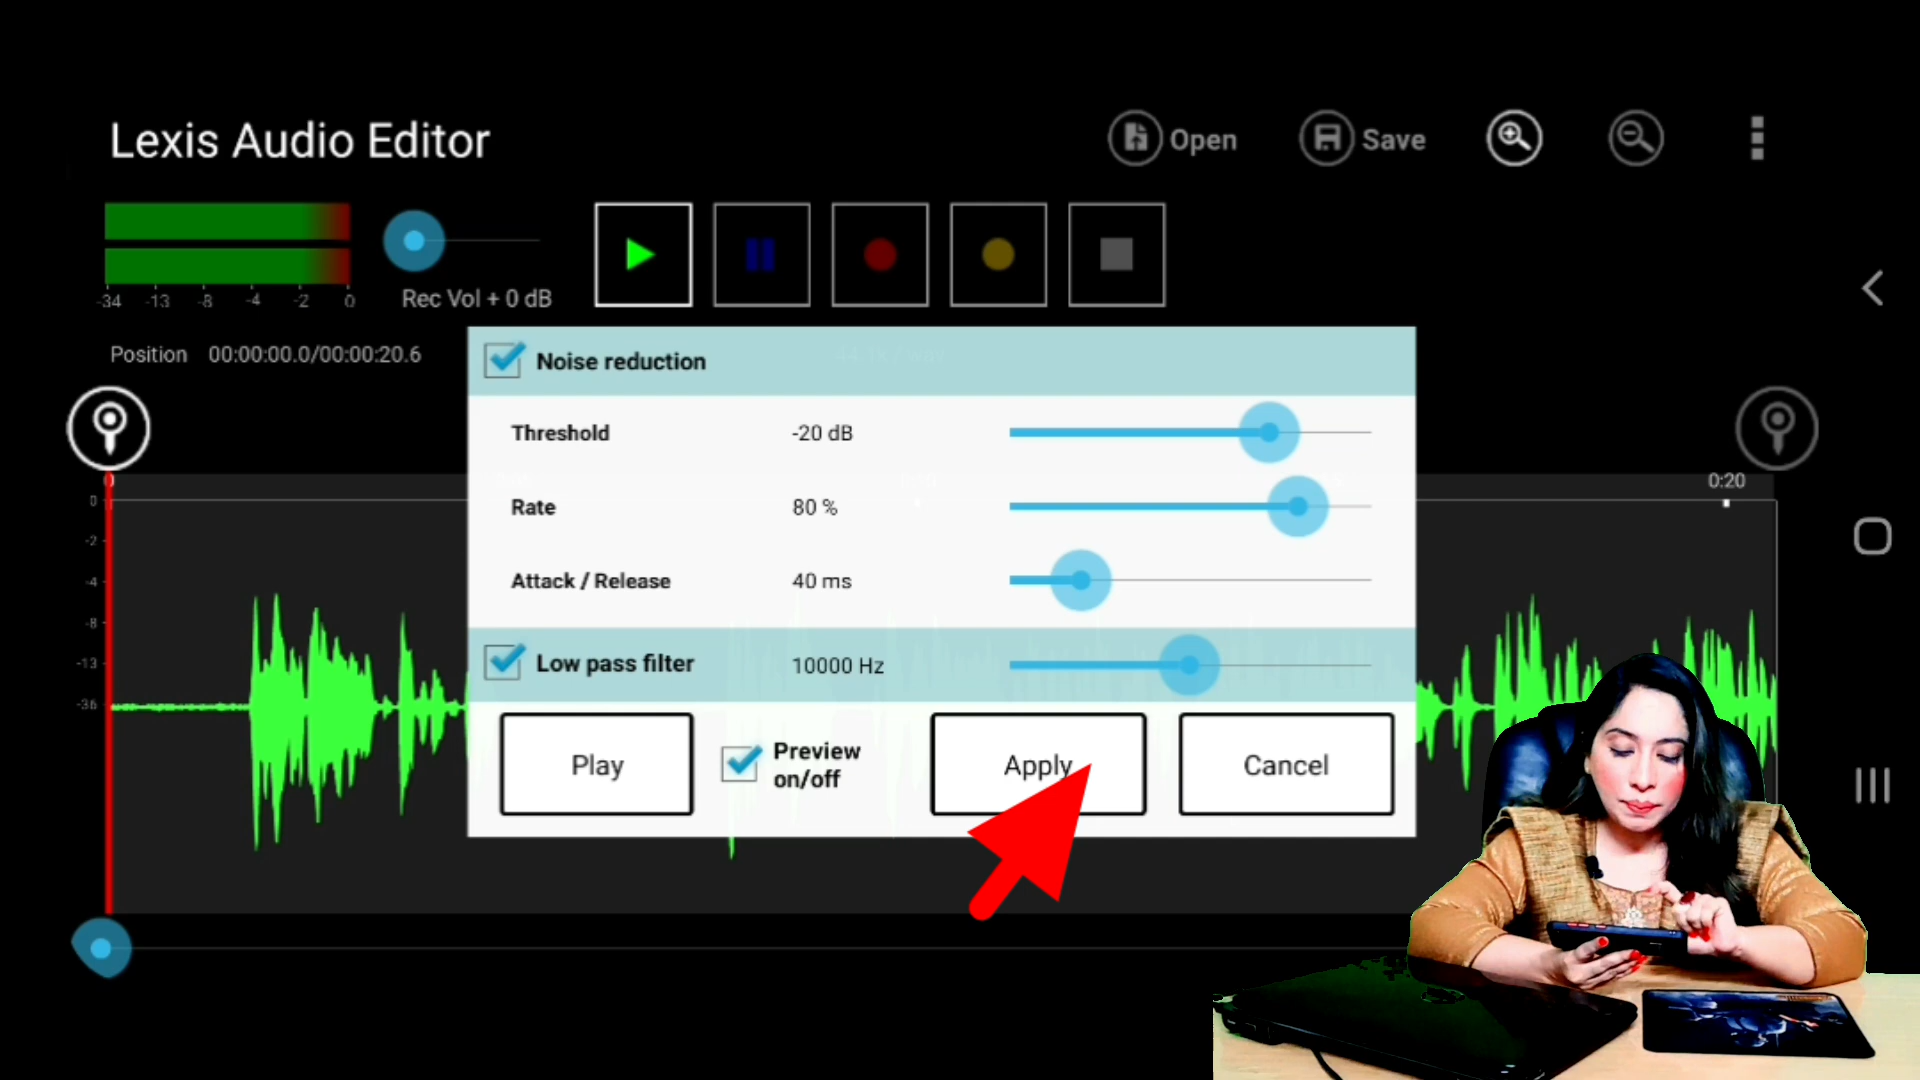 Lexis Audio Editor
Open
Save
-34 -13 -8 -4 -2 0
Rec Vol + 0 dB
Position 00:00:00.0/00:00:20.6
Noise reduction
Threshold -20 dB
Rate 80 %
Attack / Release 40 ms
Low pass filter 10000 Hz
Play
Preview
on/off
Apply
Cancel
0
0:20
0
-2
-4
-8
-13
-36